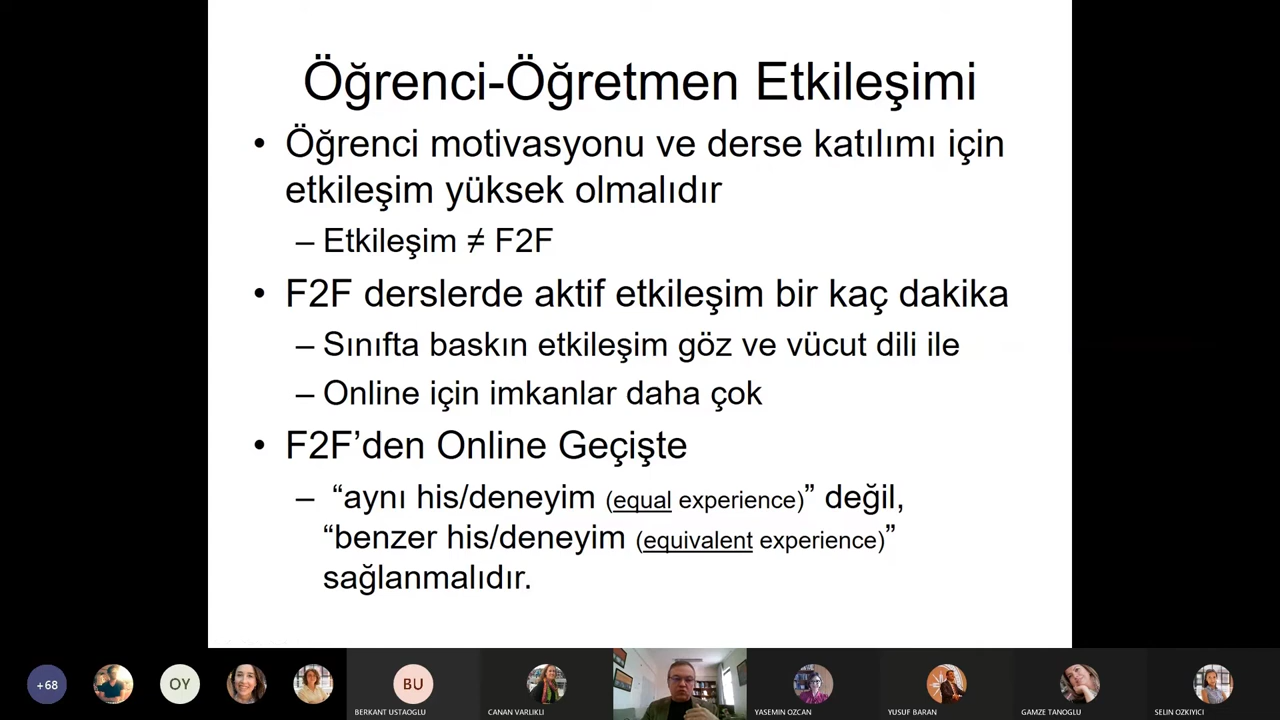 Öğrenci-Öğretmen Etkileşimi
• Öğrenci motivasyonu ve derse katılımı için
etkileşim yüksek olmalıdır
– Etkileşim ≠ F2F
• F2F derslerde aktif etkileşim bir kaç dakika
– Sınıfta baskın etkileşim göz ve vücut dili ile
– Online için imkanlar daha çok
• F2F’den Online Geçişte
– “aynı his/deneyim (equal experience)” değil,
“benzer his/deneyim (equivalent experience)”
sağlanmalıdır.
+68
OY
BU
BERKANT USTAOGLU
CANAN VARLIKLI
YASEMIN OZCAN
YUSUF BARAN
GAMZE TANOGLU
SELIN OZKIYICI